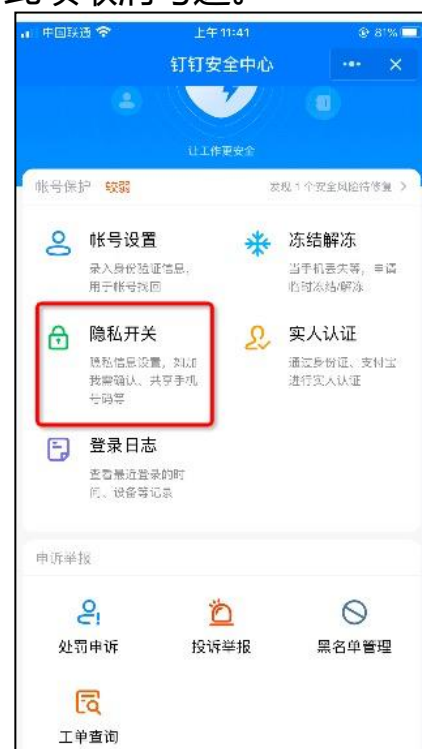 中国联通 上午11:41 81%
钉钉安全中心
让工作更安全
帐号保护 较弱 发现1个安全风险待修复
帐号设置 冻结解冻
录入身份验证信息, 当手机丢失等，申请
用于帐号找回 临时冻结/解冻
隐私开关 实人认证
隐私信息设置，如加 通过身份证、支付宝
我需确认、共享手机 进行实人认证
号码等
登录日志
查看最近登录的时
间、设备等记录
申诉举报
处罚申诉 投诉举报 黑名单管理
工单查询